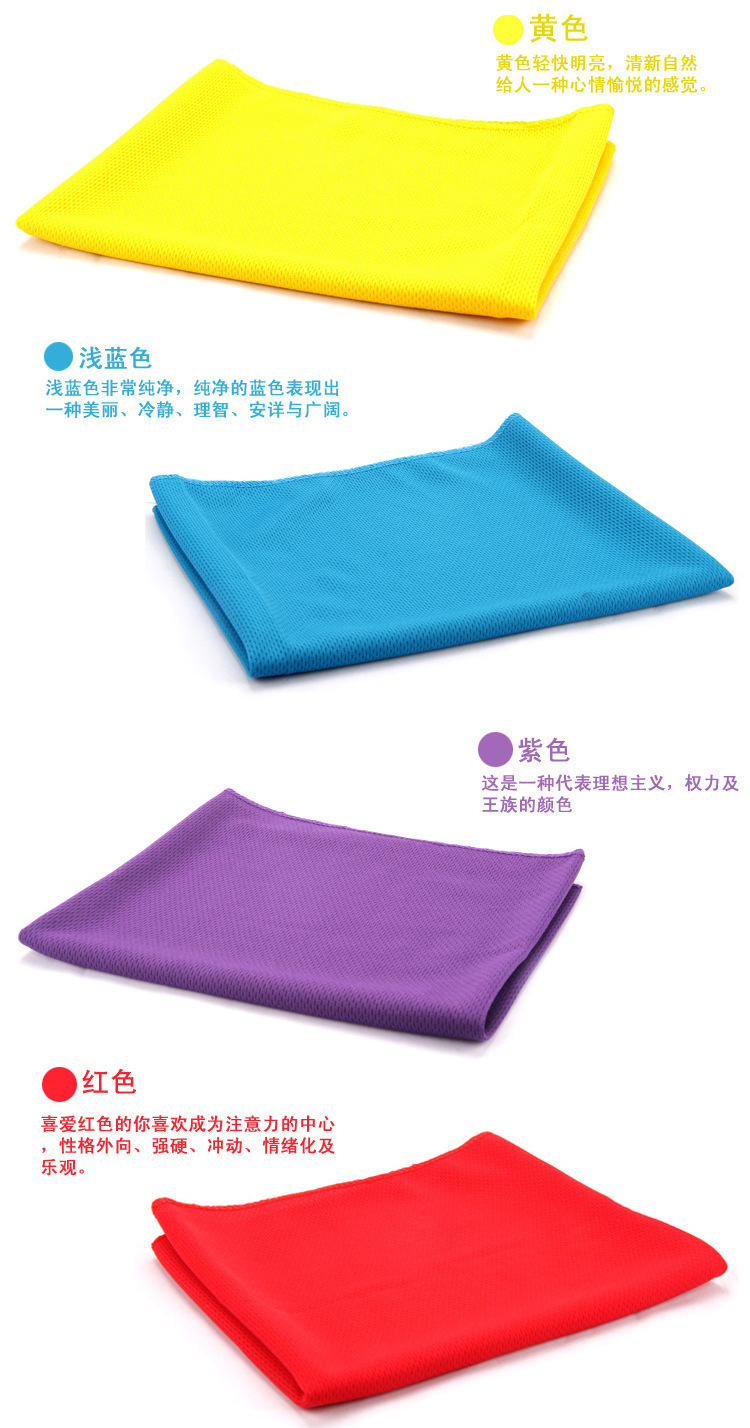 黄色
黄色轻快明亮，清新自然
给人一种心情愉悦的感觉。
浅蓝色
浅蓝色非常纯净，纯净的蓝色表现出
一种美丽、冷静、理智、安详与广阔。
紫色
这是一种代表理想主义，权力及
王族的颜色
红色
喜爱红色的你喜欢成为注意力的中心
，性格外向、强硬、冲动、情绪化及
乐观。